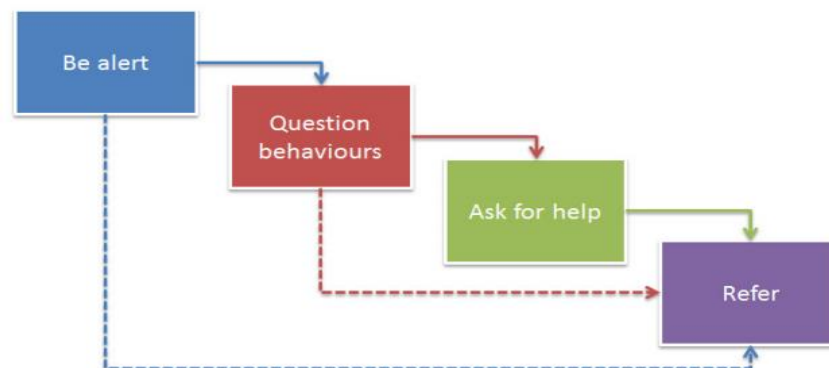 Be alert
Question
behaviours
Ask for help
Refer